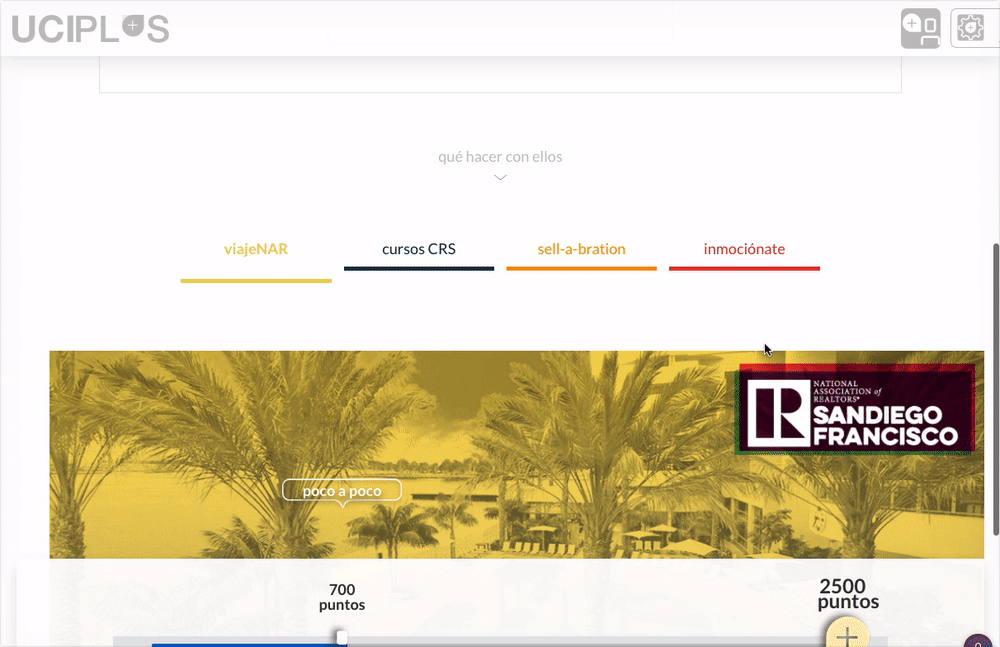 UCIPLUS
qué hacer con ellos
viajeNAR
cursos CRS
sell-a-bration
inmociónate
NATIONAL
ASSOCIATION of
REALTORS®
SANDIEGO
FRANCISCO
poco a poco
700
puntos
2500
puntos